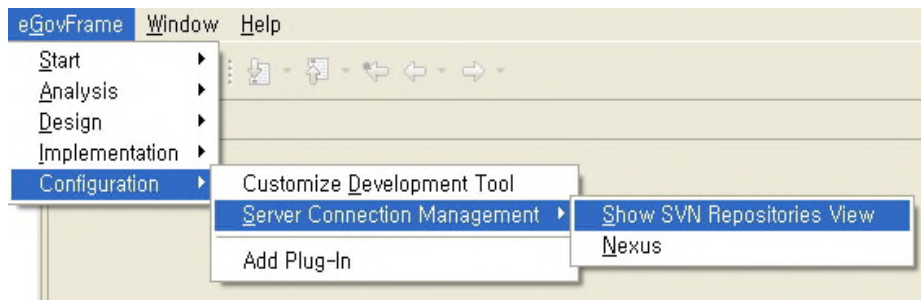 eGovFrame Window Help
Start
Analysis
Design
Implementation
Configuration
Customize Development Tool
Server Connection Management
Add Plug-In
Show SVN Repositories View
Nexus